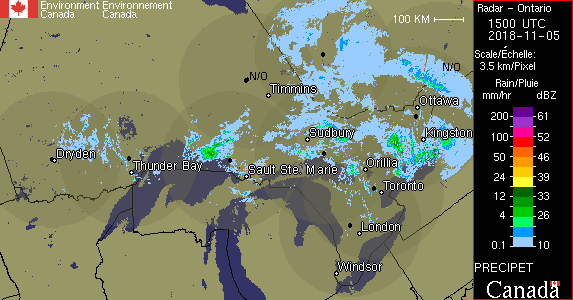 Environment Environnement
Canada Canada
100 KM
N/O
N/O
Timmins
Ottawa
Sudbury
Kingston
Dryden
Thunder Bay
Sault Ste. Marie
Orillia
Toronto
London
Windsor
Radar - Ontario
1500 UTC
2018-11-05
Scale/Échelle:
3.5 km/Pixel
Rain/Pluie
mm/hr dBZ
200 61
100 52
50 50
24 46
12 39
12 33
4 26
0.1 10
PRECIPET
Canada